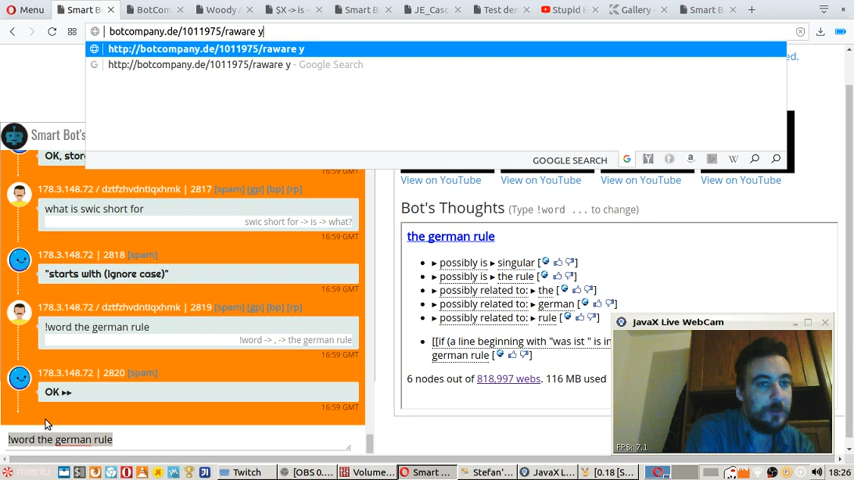 Menu
Smart B
BotCom
Woody A
$X -> is
Smart B
JE_Casc
Test der
Stupid H
Gallery -
Smart B
botcompany.de/1011975/raware y
http://botcompany.de/1011975/raware y
http://botcompany.de/1011975/raware y - Google Search
GOOGLE SEARCH
ed.
Smart Bot's
OK, stor
16:59 GMT
178.3.148.72 / dztfzhvdntiqxhmk | 2817 [spam] [gp] [bp] [rp]
what is swic short for
swic short for -> is -> what?
16:59 GMT
178.3.148.72 | 2818 [spam]
"starts with (ignore case)"
16:59 GMT
178.3.148.72 / dztfzhvdntiqxhmk | 2819 [spam] [gp] [bp] [rp]
!word the german rule
!word -> , -> the german rule
16:59 GMT
178.3.148.72 | 2820 [spam]
OK ▸▸
16:59 GMT
!word the german rule
View on YouTube
View on YouTube
View on YouTube
View on YouTube
Bot's Thoughts (Type !word ... to change)
the german rule
possibly is ▸ singular
possibly is ▸ the rule
possibly related to: ▸ the
possibly related to: ▸ german
possibly related to: ▸ rule
[[if (a line beginning with "was ist " is in
german rule
6 nodes out of 818,997 webs. 116 MB used
JavaX Live WebCam
FPS: 7.1
menu
Twitch
[OBS 0.
Volume
Smart
Stefan'
JavaX L
[0.18 [S
18:26